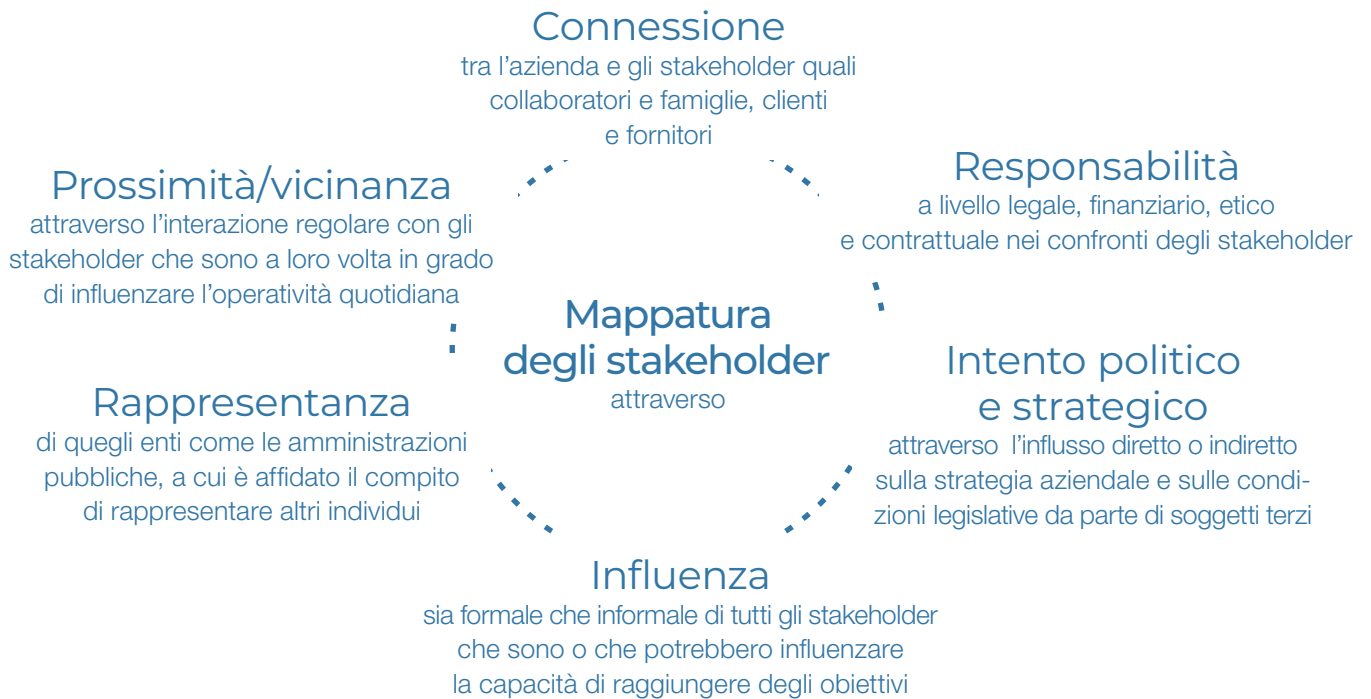 Connessione
tra l’azienda e gli stakeholder quali
collaboratori e famiglie, clienti
e fornitori
Responsabilità
a livello legale, finanziario, etico
e contrattuale nei confronti degli stakeholder
Prossimità/vicinanza
attraverso l’interazione regolare con gli
stakeholder che sono a loro volta in grado
di influenzare l’operatività quotidiana
Mappatura
degli stakeholder
attraverso
Intento politico
e strategico
attraverso l’influsso diretto o indiretto
sulla strategia aziendale e sulle condi-
zioni legislative da parte di soggetti terzi
Rappresentanza
di quegli enti come le amministrazioni
pubbliche, a cui è affidato il compito
di rappresentare altri individui
Influenza
sia formale che informale di tutti gli stakeholder
che sono o che potrebbero influenzare
la capacità di raggiungere degli obiettivi